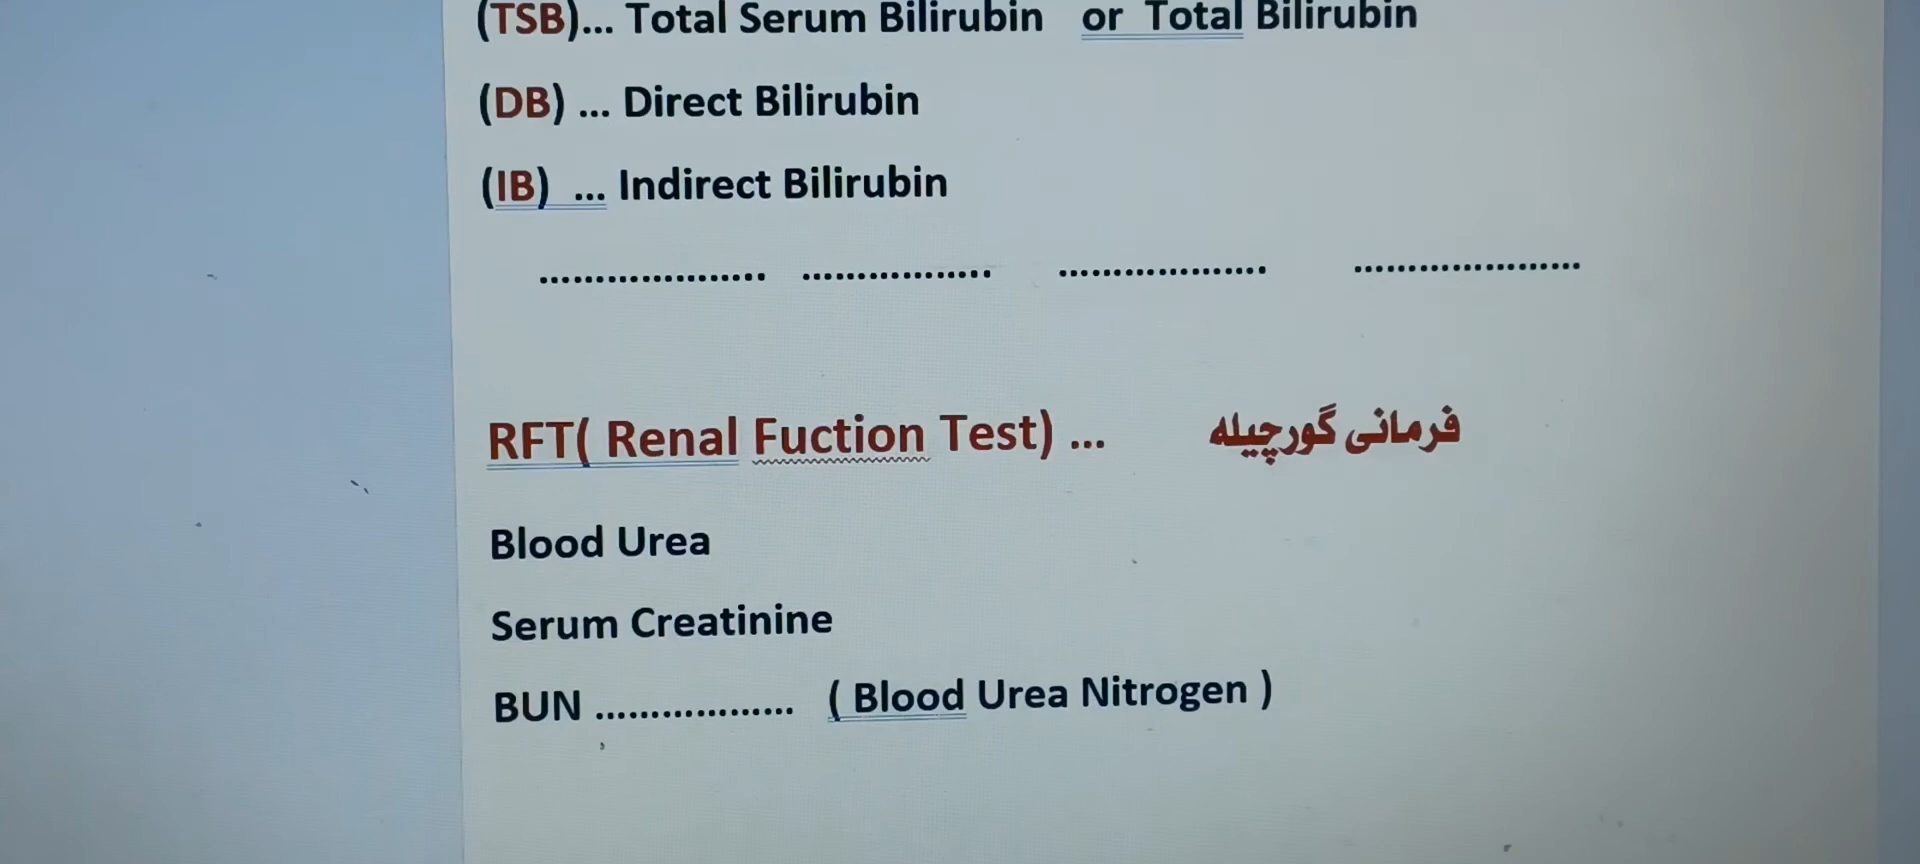 (TSB)... Total Serum Bilirubin or Total Bilirubin
(DB) ... Direct Bilirubin
(IB) ... Indirect Bilirubin
.................... ................. ................... .....................
RFT( Renal Fuction Test) ... فرمانی گورچیله
Blood Urea
Serum Creatinine
BUN .................. ( Blood Urea Nitrogen )